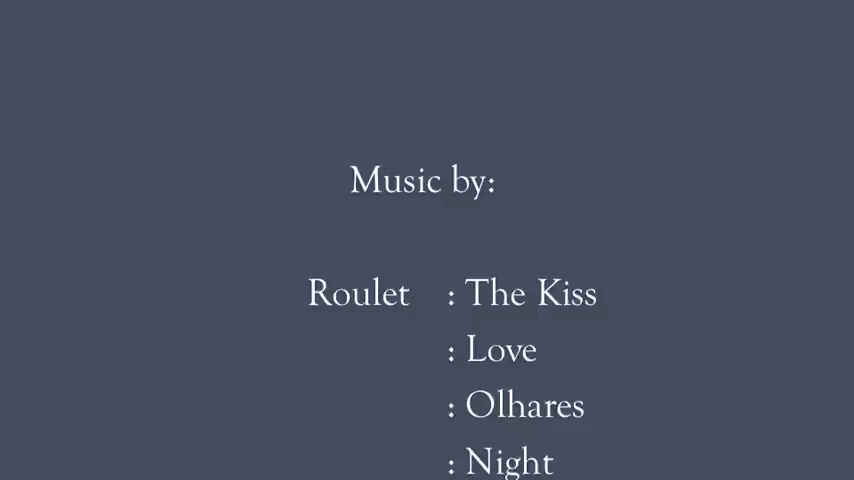 Music by:
Roulet : The Kiss
: Love
: Olhares
: Night